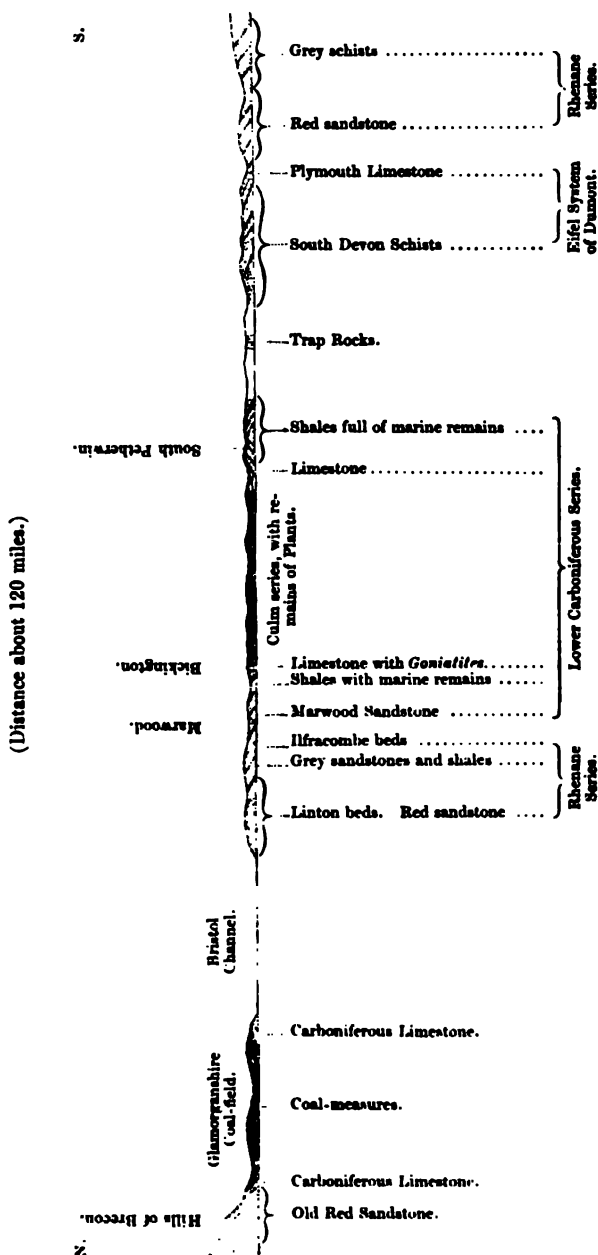 S.
Grey schists
Red sandstone
Rhenane
Series.
Plymouth Limestone
South Devon Schists
Eifel System
of Dumont.
Trap Rocks.
South Petherwin.
Shales full of marine remains
Limestone
Culm series, with re-
mains of Plants.
Bickington.
Limestone with Goniatites.
Shales with marine remains
Marwood Sandstone
Lower Carboniferous Series.
Marwood.
Ilfracombe beds
Grey sandstones and shales
Linton beds. Red sandstone
Rhenane
Series.
(Distance about 120 miles.)
Bristol
Channel.
Carboniferous Limestone.
Glamorganshire
Coal-field.
Coal-measures.
Carboniferous Limestone.
Hills of Brecon.
Old Red Sandstone.
N.